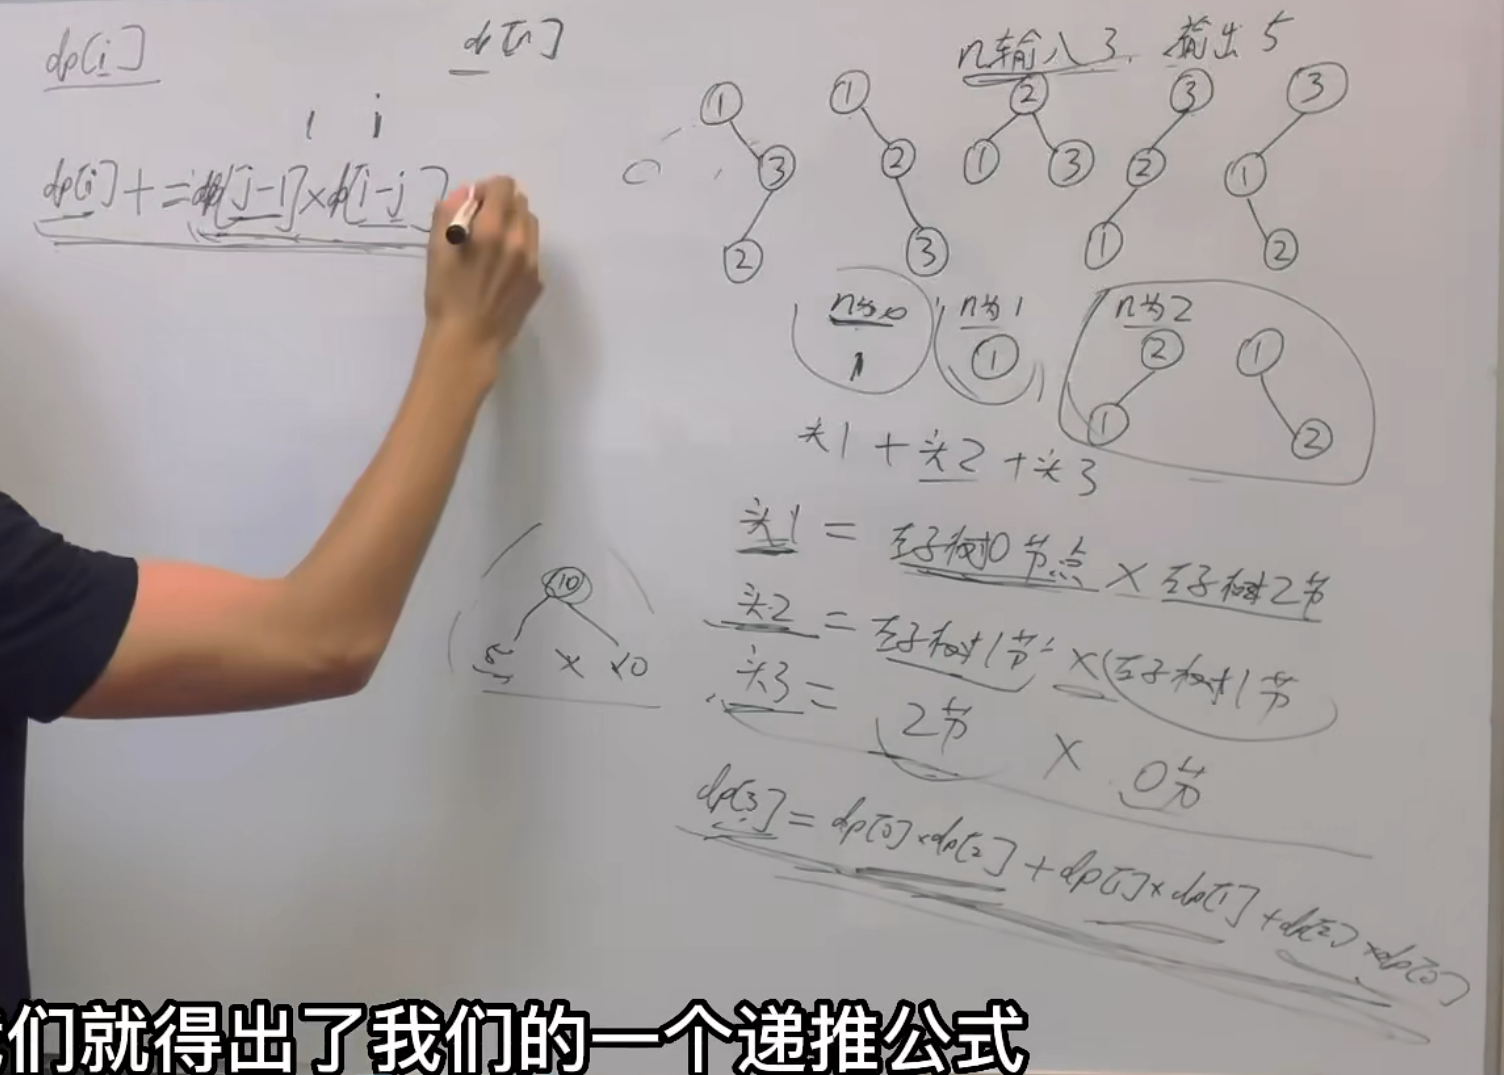 dp[i]
dp[n]
1 i
dp[i] += dp[j-1]×dp[i-j]
n输入3. 输出5
① ① ② ③ ③
③ ② ① ③ ② ①
② ③ ① ②
n为0 n为1 n为2
1 ① ② ①
① ②
头1 + 头2 + 头3
头1 = 左子树0节点 × 右子树2节
头2 = 左子树1节 × 右子树1节
头3 = 2节 × 0节
10
5 × 10
dp[3] = dp[0]×dp[2] + dp[1]×dp[1] + dp[2]×dp[0]
们就得出了我们的一个递推公式